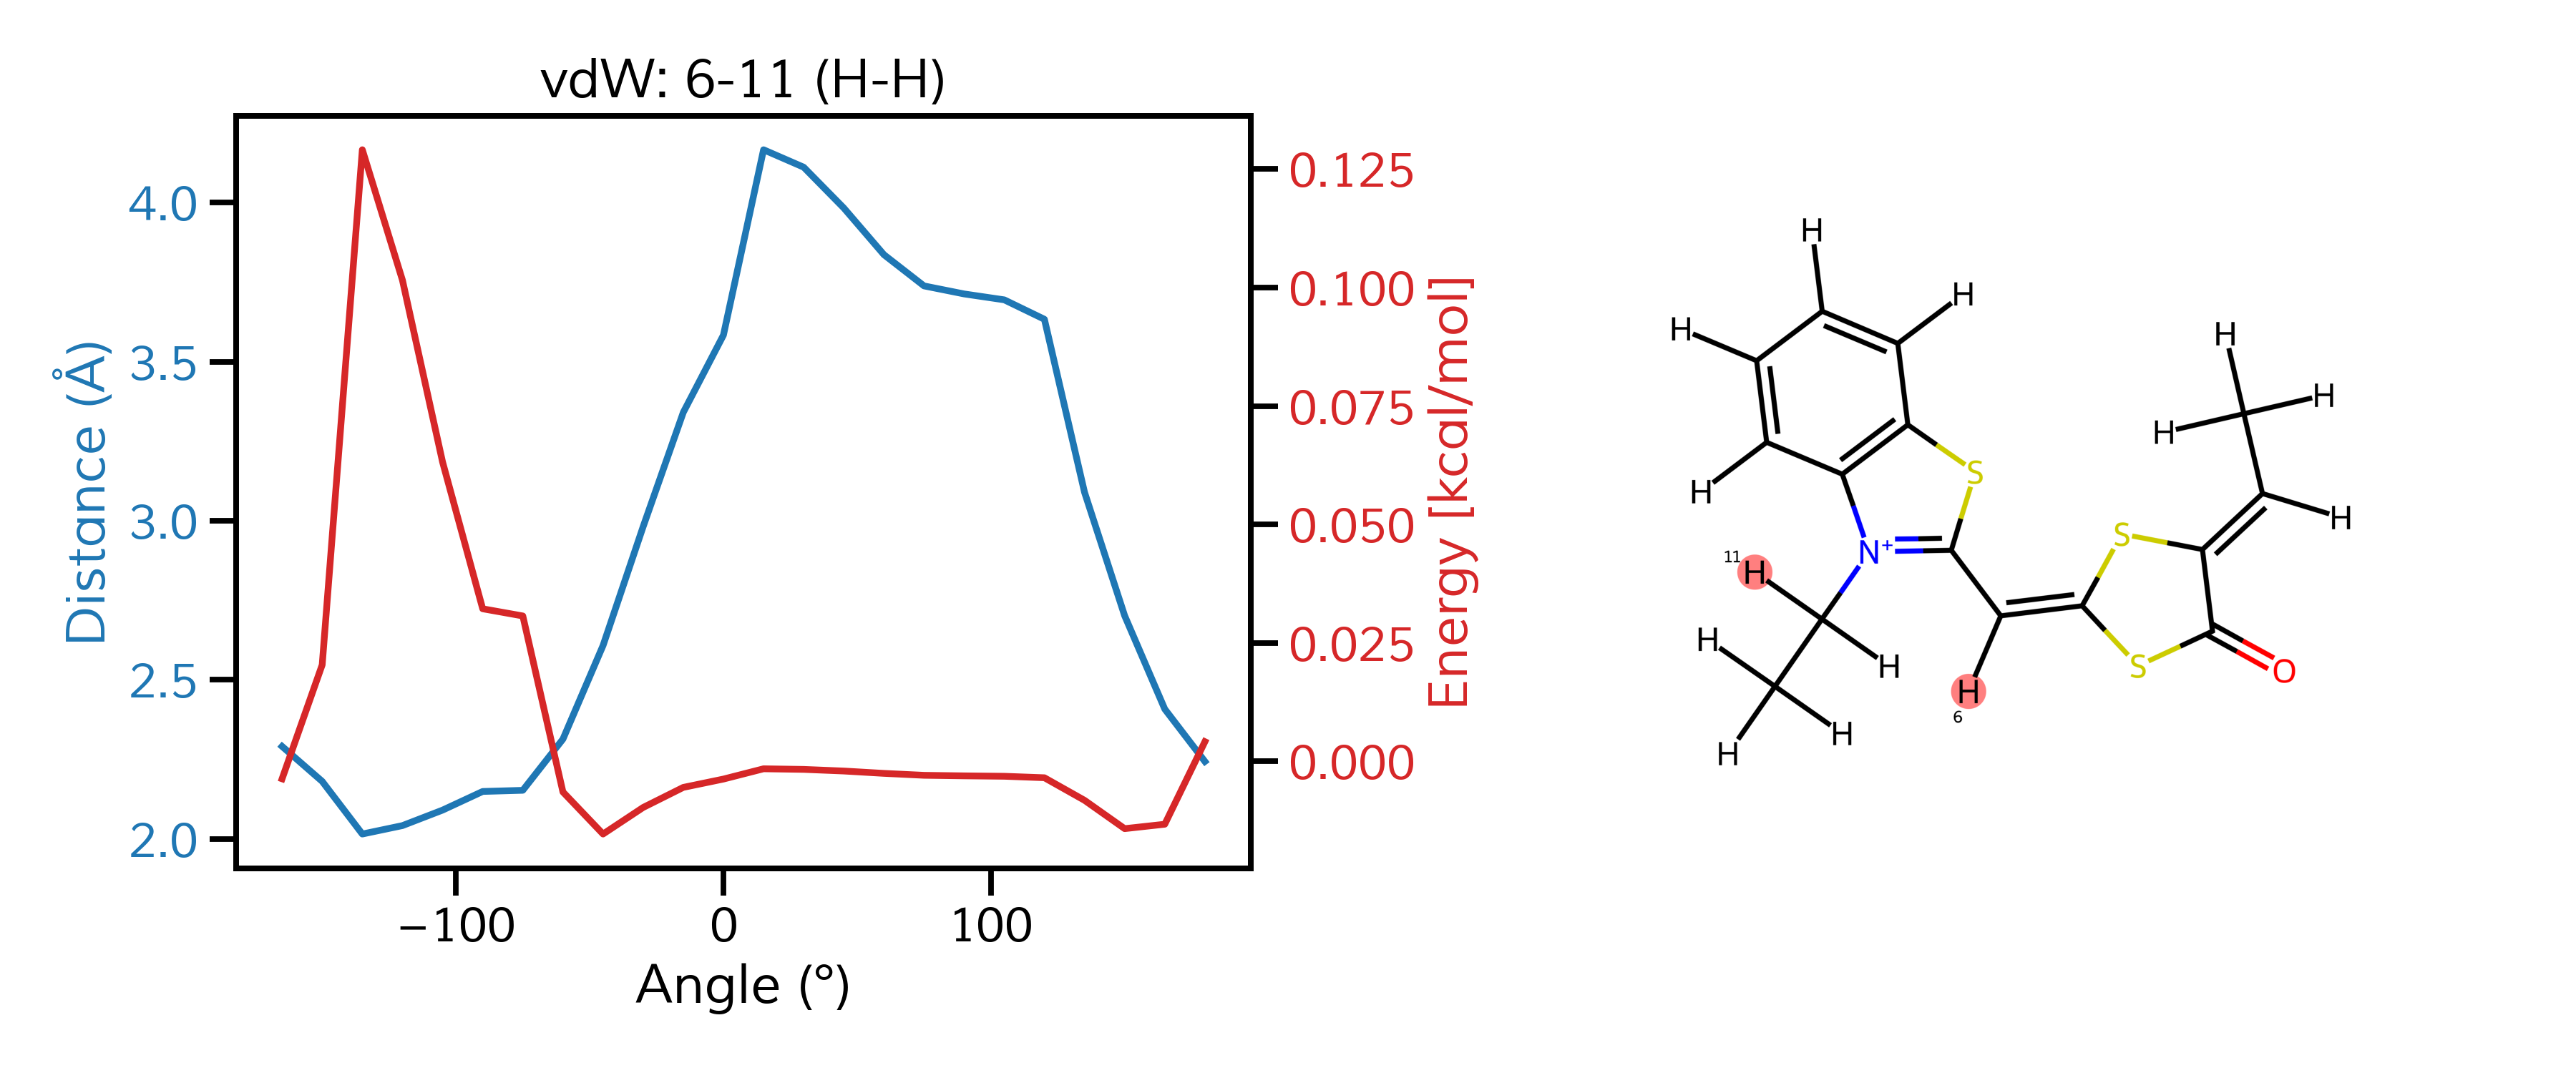 vdW: 6-11 (H-H)
Distance (Å)
4.0
3.5
3.0
2.5
2.0
−100
0
100
Angle (°)
0.125
0.100
0.075
0.050
0.025
0.000
Energy [kcal/mol]
H
H
H
H
H
H
H
S
H
H
S
N+
11
H
H
H
S
O
H
6
H
H